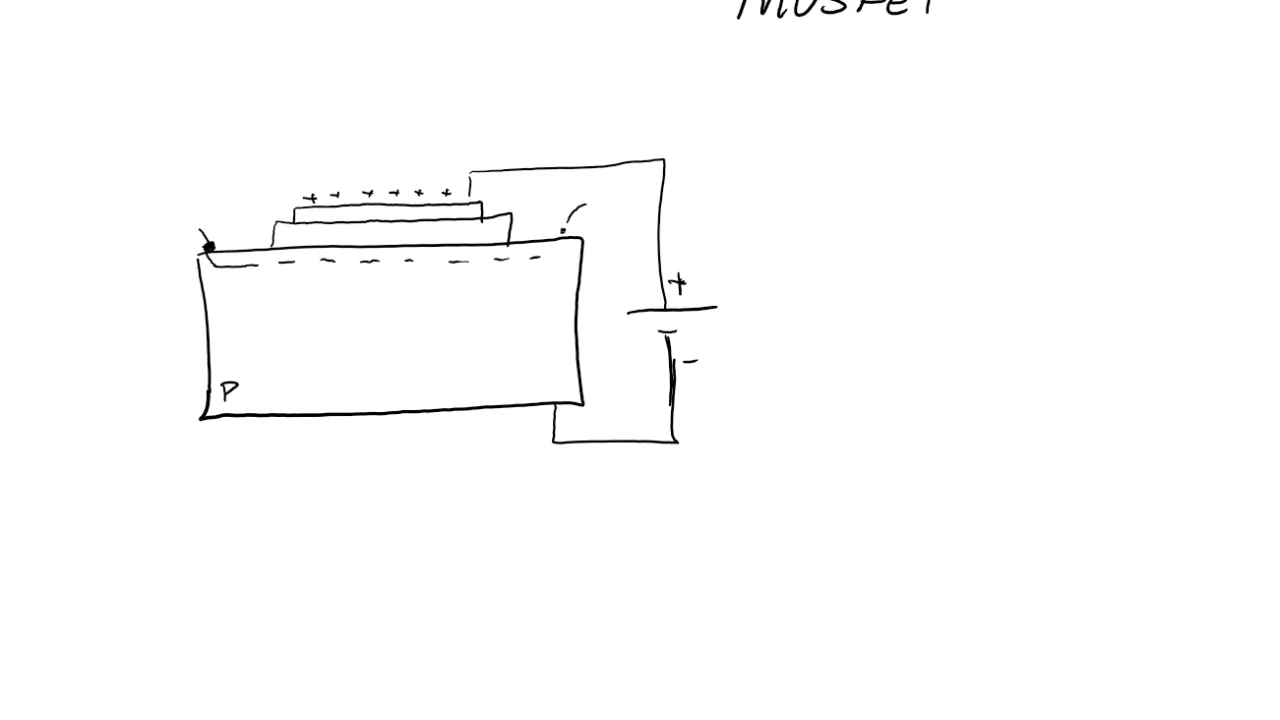 MOSFET
+ + + + + +
- - - - - - -
+
-
P